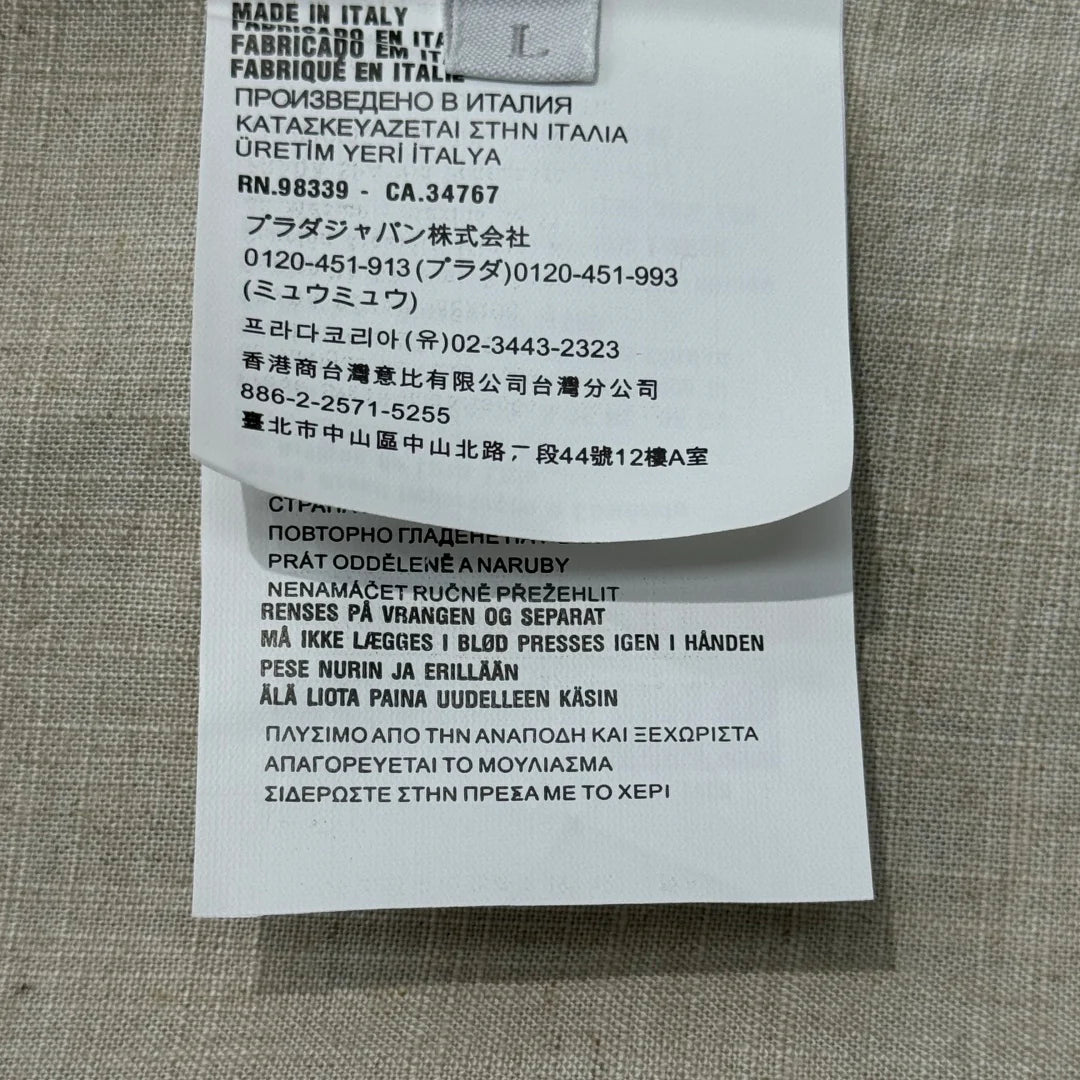 MADE IN ITALY
FABRICADO EN ITA
FABRICADO EM IT
FABRIQUÉ EN ITALIE
L
ПРОИЗВЕДЕНО В ИТАЛИЯ
ΚΑΤΑΣΚΕΥΑΖΕΤΑΙ ΣΤΗΝ ΙΤΑΛΙΑ
ÜRETİM YERİ İTALYA
RN.98339 - CA.34767
プラダジャパン株式会社
0120-451-913(プラダ)0120-451-993
(ミュウミュウ)
프라다코리아(유)02-3443-2323
香港商台灣意比有限公司台灣分公司
886-2-2571-5255
臺北市中山區中山北路二段44號12樓A室
ПОВТОРНО ГЛАДЕНЕ
PRÁT ODDĚLENĚ A NARUBY
NENAMÁČET RUČNĚ PŘEŽEHLIT
RENSES PÅ VRANGEN OG SEPARAT
MÅ IKKE LÆGGES I BLØD PRESSES IGEN I HÅNDEN
PESE NURIN JA ERILLÄÄN
ÄLÄ LIOTA PAINA UUDELLEEN KÄSIN
ΠΛΥΣΙΜΟ ΑΠΟ ΤΗΝ ΑΝΑΠΟΔΗ ΚΑΙ ΞΕΧΩΡΙΣΤΑ
ΑΠΑΓΟΡΕΥΕΤΑΙ ΤΟ ΜΟΥΛΙΑΣΜΑ
ΣΙΔΕΡΩΣΤΕ ΣΤΗΝ ΠΡΕΣΑ ΜΕ ΤΟ ΧΕΡΙ